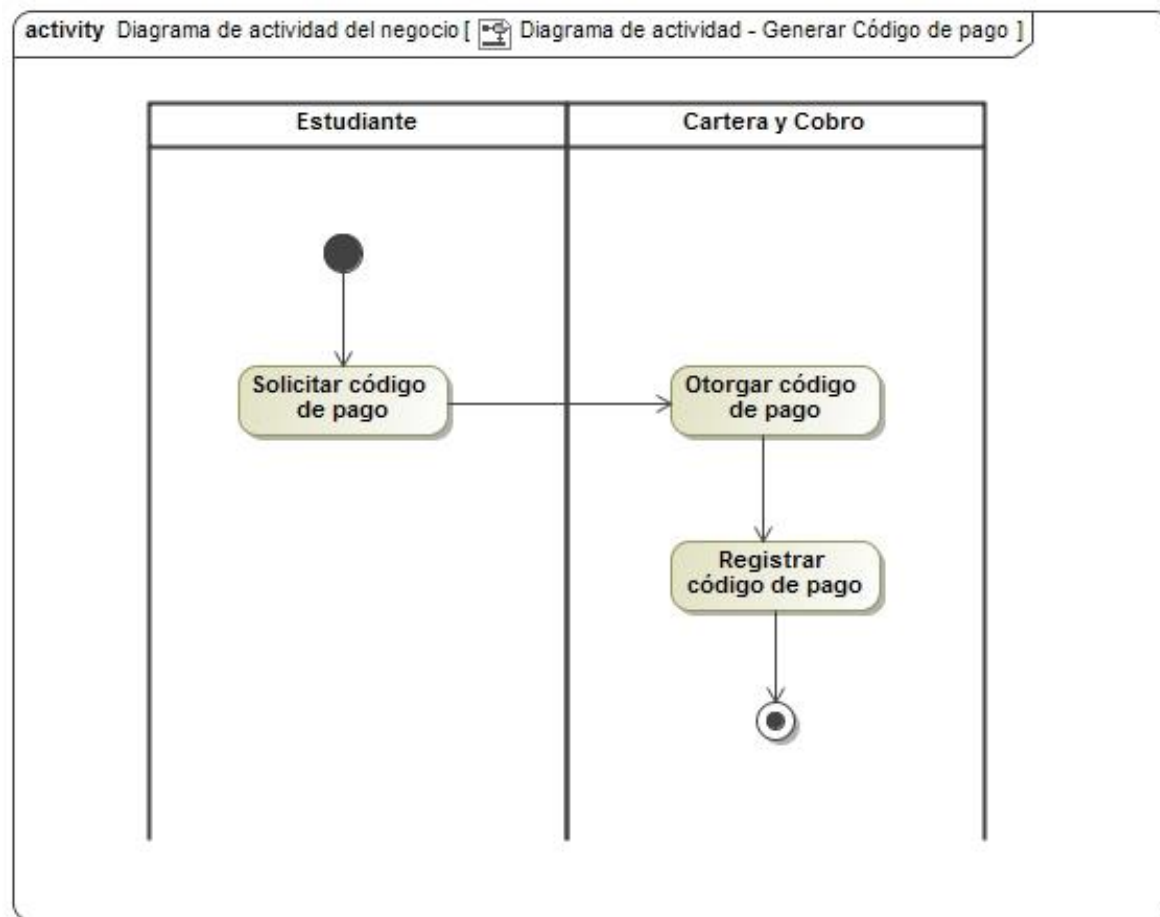 activity Diagrama de actividad del negocio [ Diagrama de actividad - Generar Código de pago ]
Estudiante
Cartera y Cobro
Solicitar código
de pago
Otorgar código
de pago
Registrar
código de pago